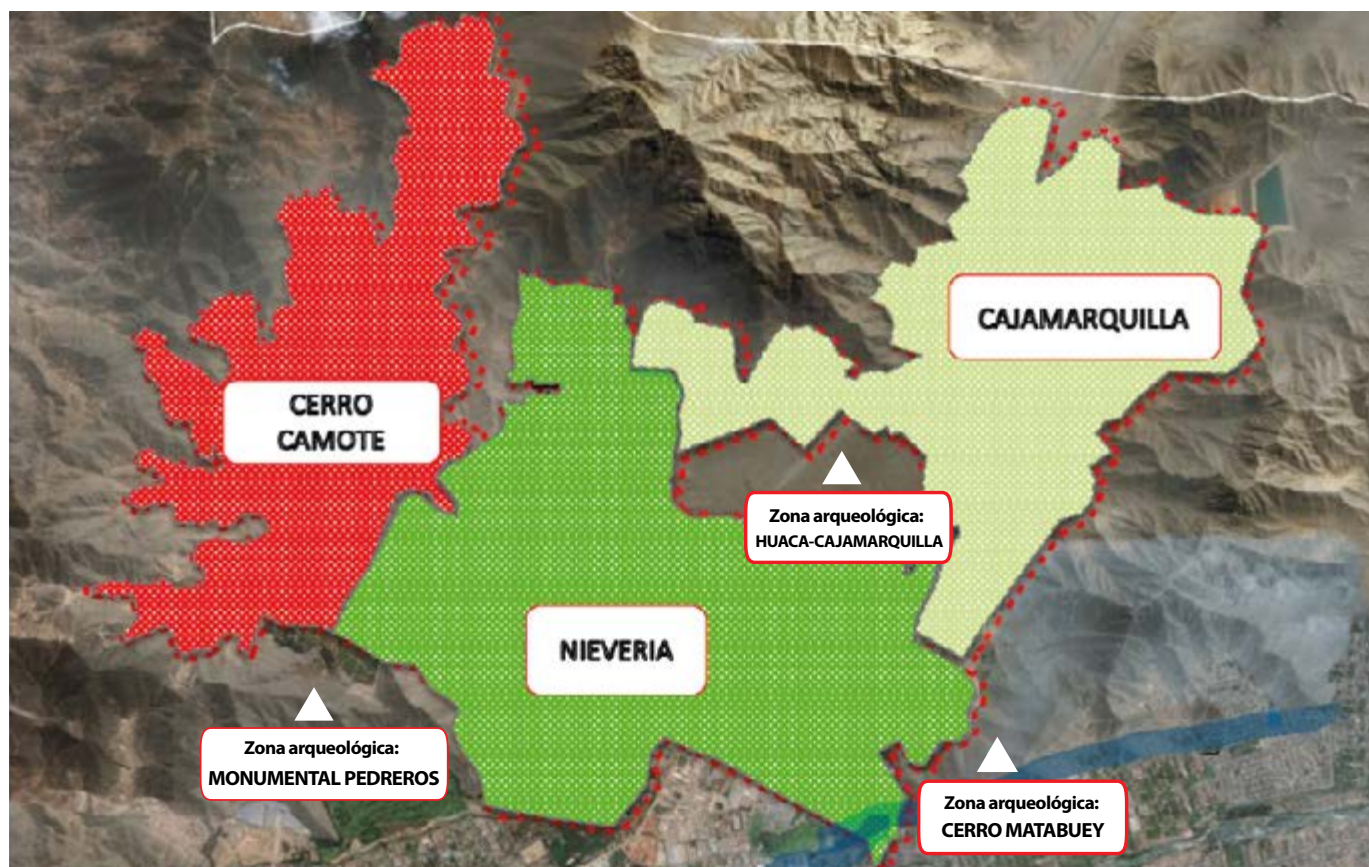 CAJAMARQUILLA
CERRO
CAMOTE
Zona arqueológica:
HUACA-CAJAMARQUILLA
NIEVERIA
Zona arqueológica:
MONUMENTAL PEDREROS
Zona arqueológica:
CERRO MATABUEY